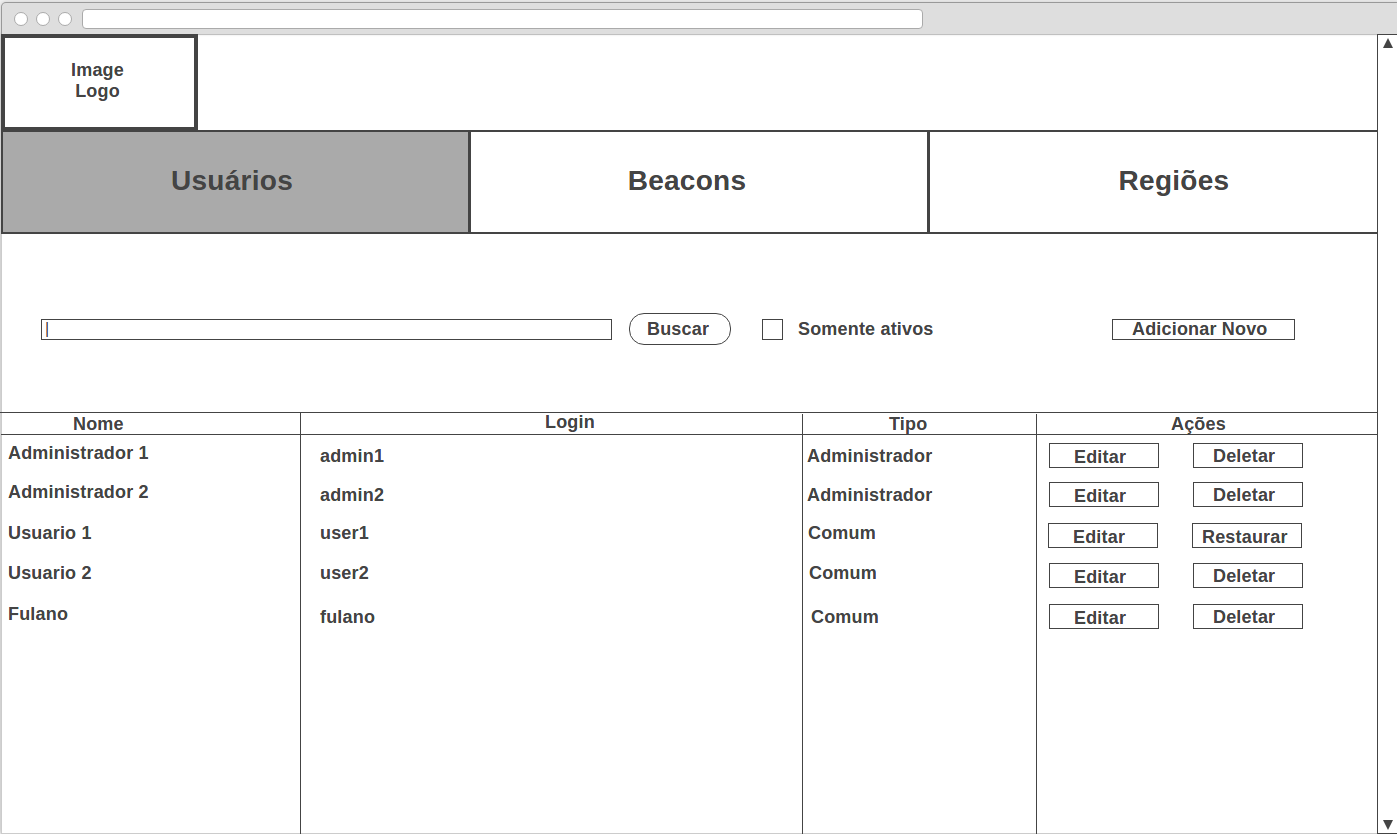 Image
Logo
Usuários Beacons Regiões
Buscar Somente ativos Adicionar Novo
Nome Login Tipo Ações
Administrador 1 admin1 Administrador Editar Deletar
Administrador 2 admin2 Administrador Editar Deletar
Usuario 1 user1 Comum Editar Restaurar
Usuario 2 user2 Comum Editar Deletar
Fulano fulano Comum Editar Deletar